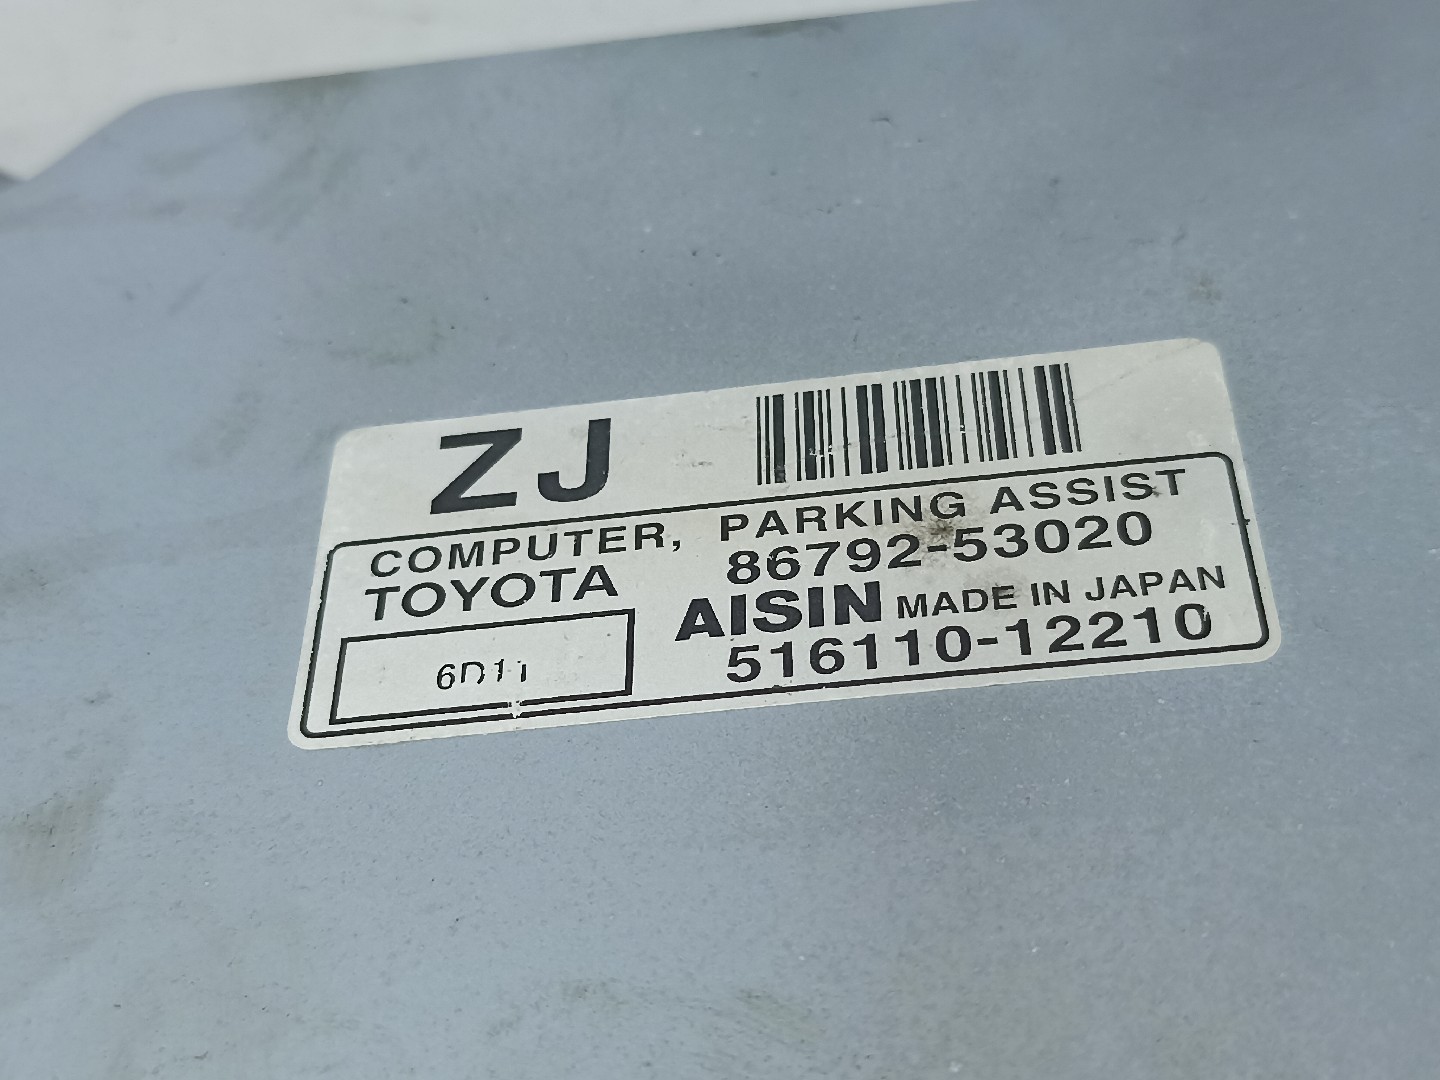 ZJ
COMPUTER, PARKING ASSIST
TOYOTA 86792-53020
AISIN MADE IN JAPAN
6D11 516110-12210